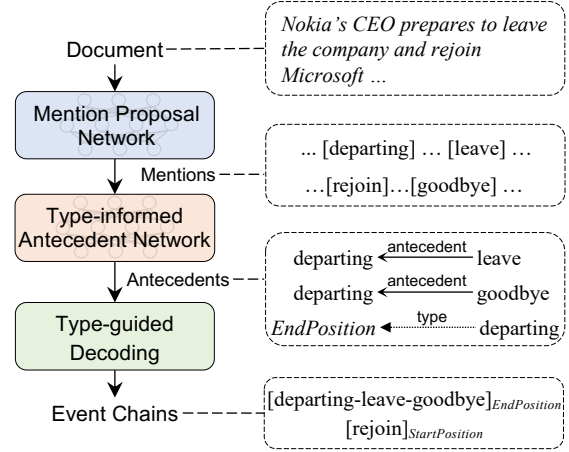 Document
Nokia's CEO prepares to leave
the company and rejoin
Microsoft ...
Mention Proposal
Network
Mentions
... [departing] ... [leave] ...
...[rejoin]...[goodbye] ...
Type-informed
Antecedent Network
Antecedents
departing antecedent leave
departing antecedent goodbye
EndPosition type departing
Type-guided
Decoding
Event Chains
[departing-leave-goodbye]EndPosition
[rejoin]StartPosition